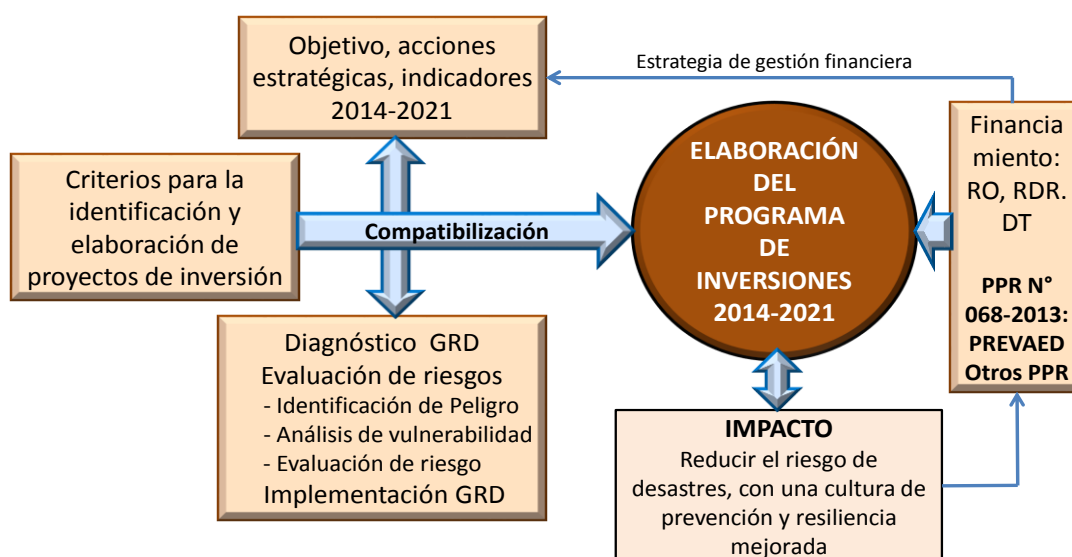 Objetivo, acciones
estratégicas, indicadores
2014-2021
Estrategia de gestión financiera
Criterios para la
identificación y
elaboración de
proyectos de inversión
Compatibilización
ELABORACIÓN
DEL
PROGRAMA
DE
INVERSIONES
2014-2021
Financia
miento:
RO, RDR.
DT
PPR N°
068-2013:
PREVAED
Otros PPR
Diagnóstico GRD
Evaluación de riesgos
- Identificación de Peligro
- Análisis de vulnerabilidad
- Evaluación de riesgo
Implementación GRD
IMPACTO
Reducir el riesgo de
desastres, con una cultura de
prevención y resiliencia
mejorada